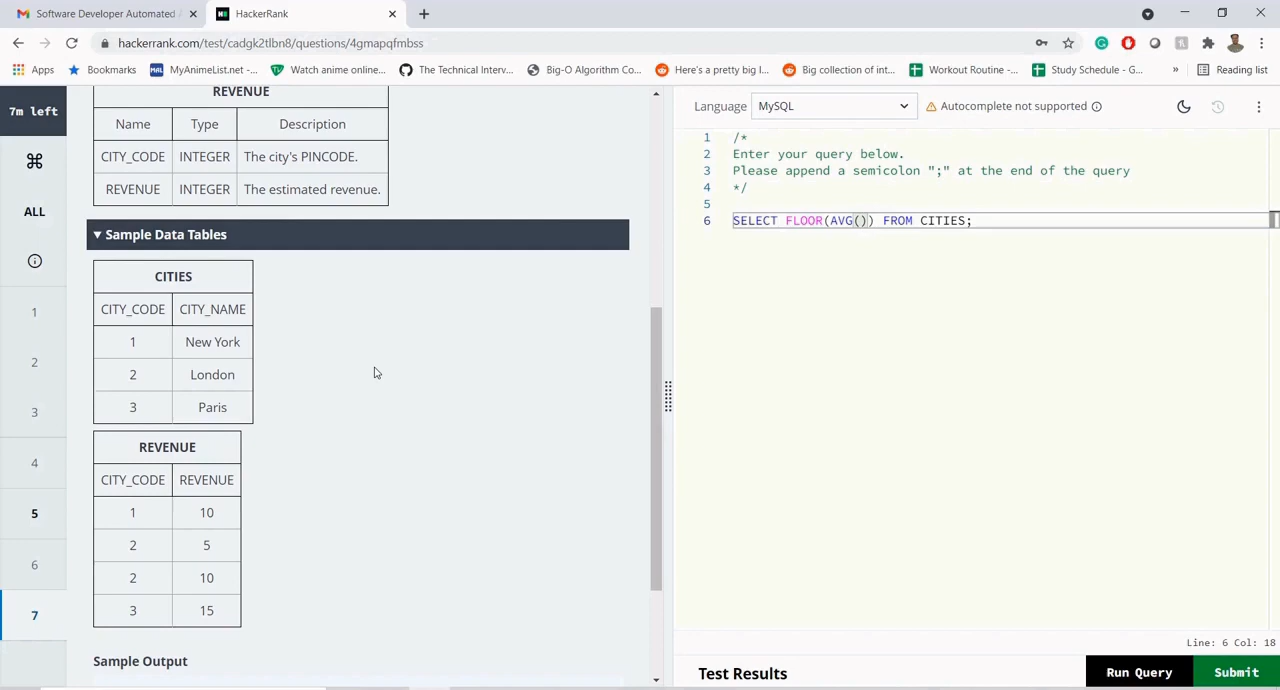 Software Developer Automated
HackerRank
hackerrank.com/test/cadgk2tlbn8/questions/4gmapqfmbss
Apps
Bookmarks
MAL
MyAnimeList.net -...
Watch anime online...
The Technical Interv...
Big-O Algorithm Co...
Here's a pretty big l...
Big collection of int...
Workout Routine -...
Study Schedule - G...
»
Reading list
7m left
ALL
1
2
3
4
5
6
7
REVENUE
Name Type Description
CITY_CODE INTEGER The city's PINCODE.
REVENUE INTEGER The estimated revenue.
Sample Data Tables
CITIES
CITY_CODE CITY_NAME
1 New York
2 London
3 Paris
REVENUE
CITY_CODE REVENUE
1 10
2 5
2 10
3 15
Sample Output
Language MySQL Autocomplete not supported
1 /*
2 Enter your query below.
3 Please append a semicolon ";" at the end of the query
4 */
5
6 SELECT FLOOR(AVG()) FROM CITIES;
Line: 6 Col: 18
Test Results
Run Query
Submit